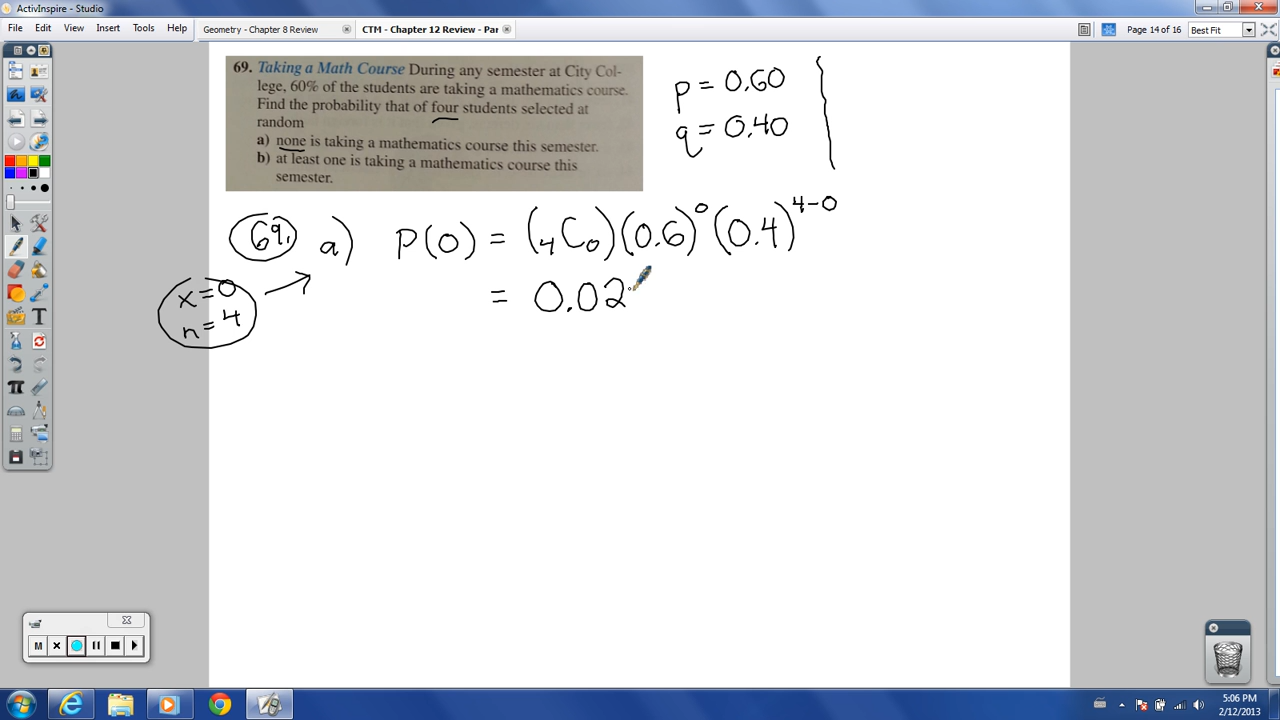 ActivInspire - Studio
File Edit View Insert Tools Help
Geometry - Chapter 8 Review
CTM - Chapter 12 Review - Par
Page 14 of 16
Best Fit
69. Taking a Math Course During any semester at City Col-
lege, 60% of the students are taking a mathematics course.
Find the probability that of four students selected at
random
a) none is taking a mathematics course this semester.
b) at least one is taking a mathematics course this
semester.
p = 0.60
q = 0.40
69. a) P(0) = (₄C₀)(0.6)⁰(0.4)⁴⁻⁰
= 0.02
x = 0
n = 4
M
5:06 PM
2/12/2013